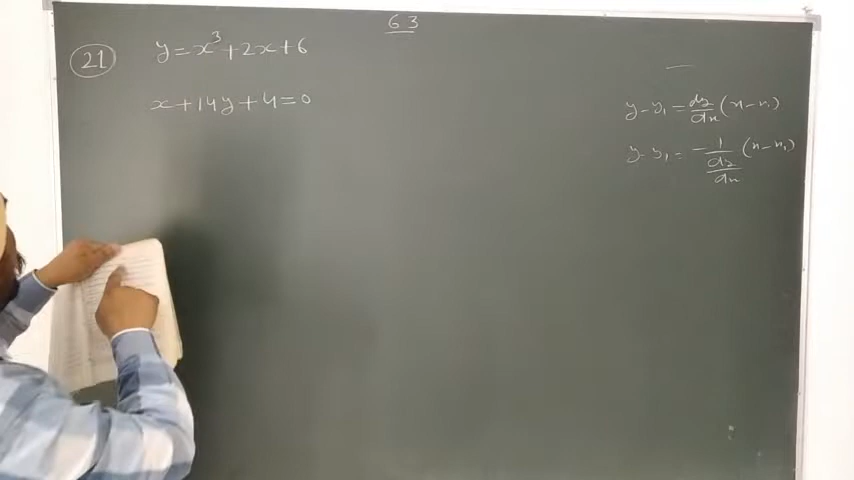 63
21 y = x³ + 2x + 6
x + 14y + 4 = 0
y - y₁ = dy/dx (x - x₁)
y - y₁ = - 1/(dy/dx) (x - x₁)